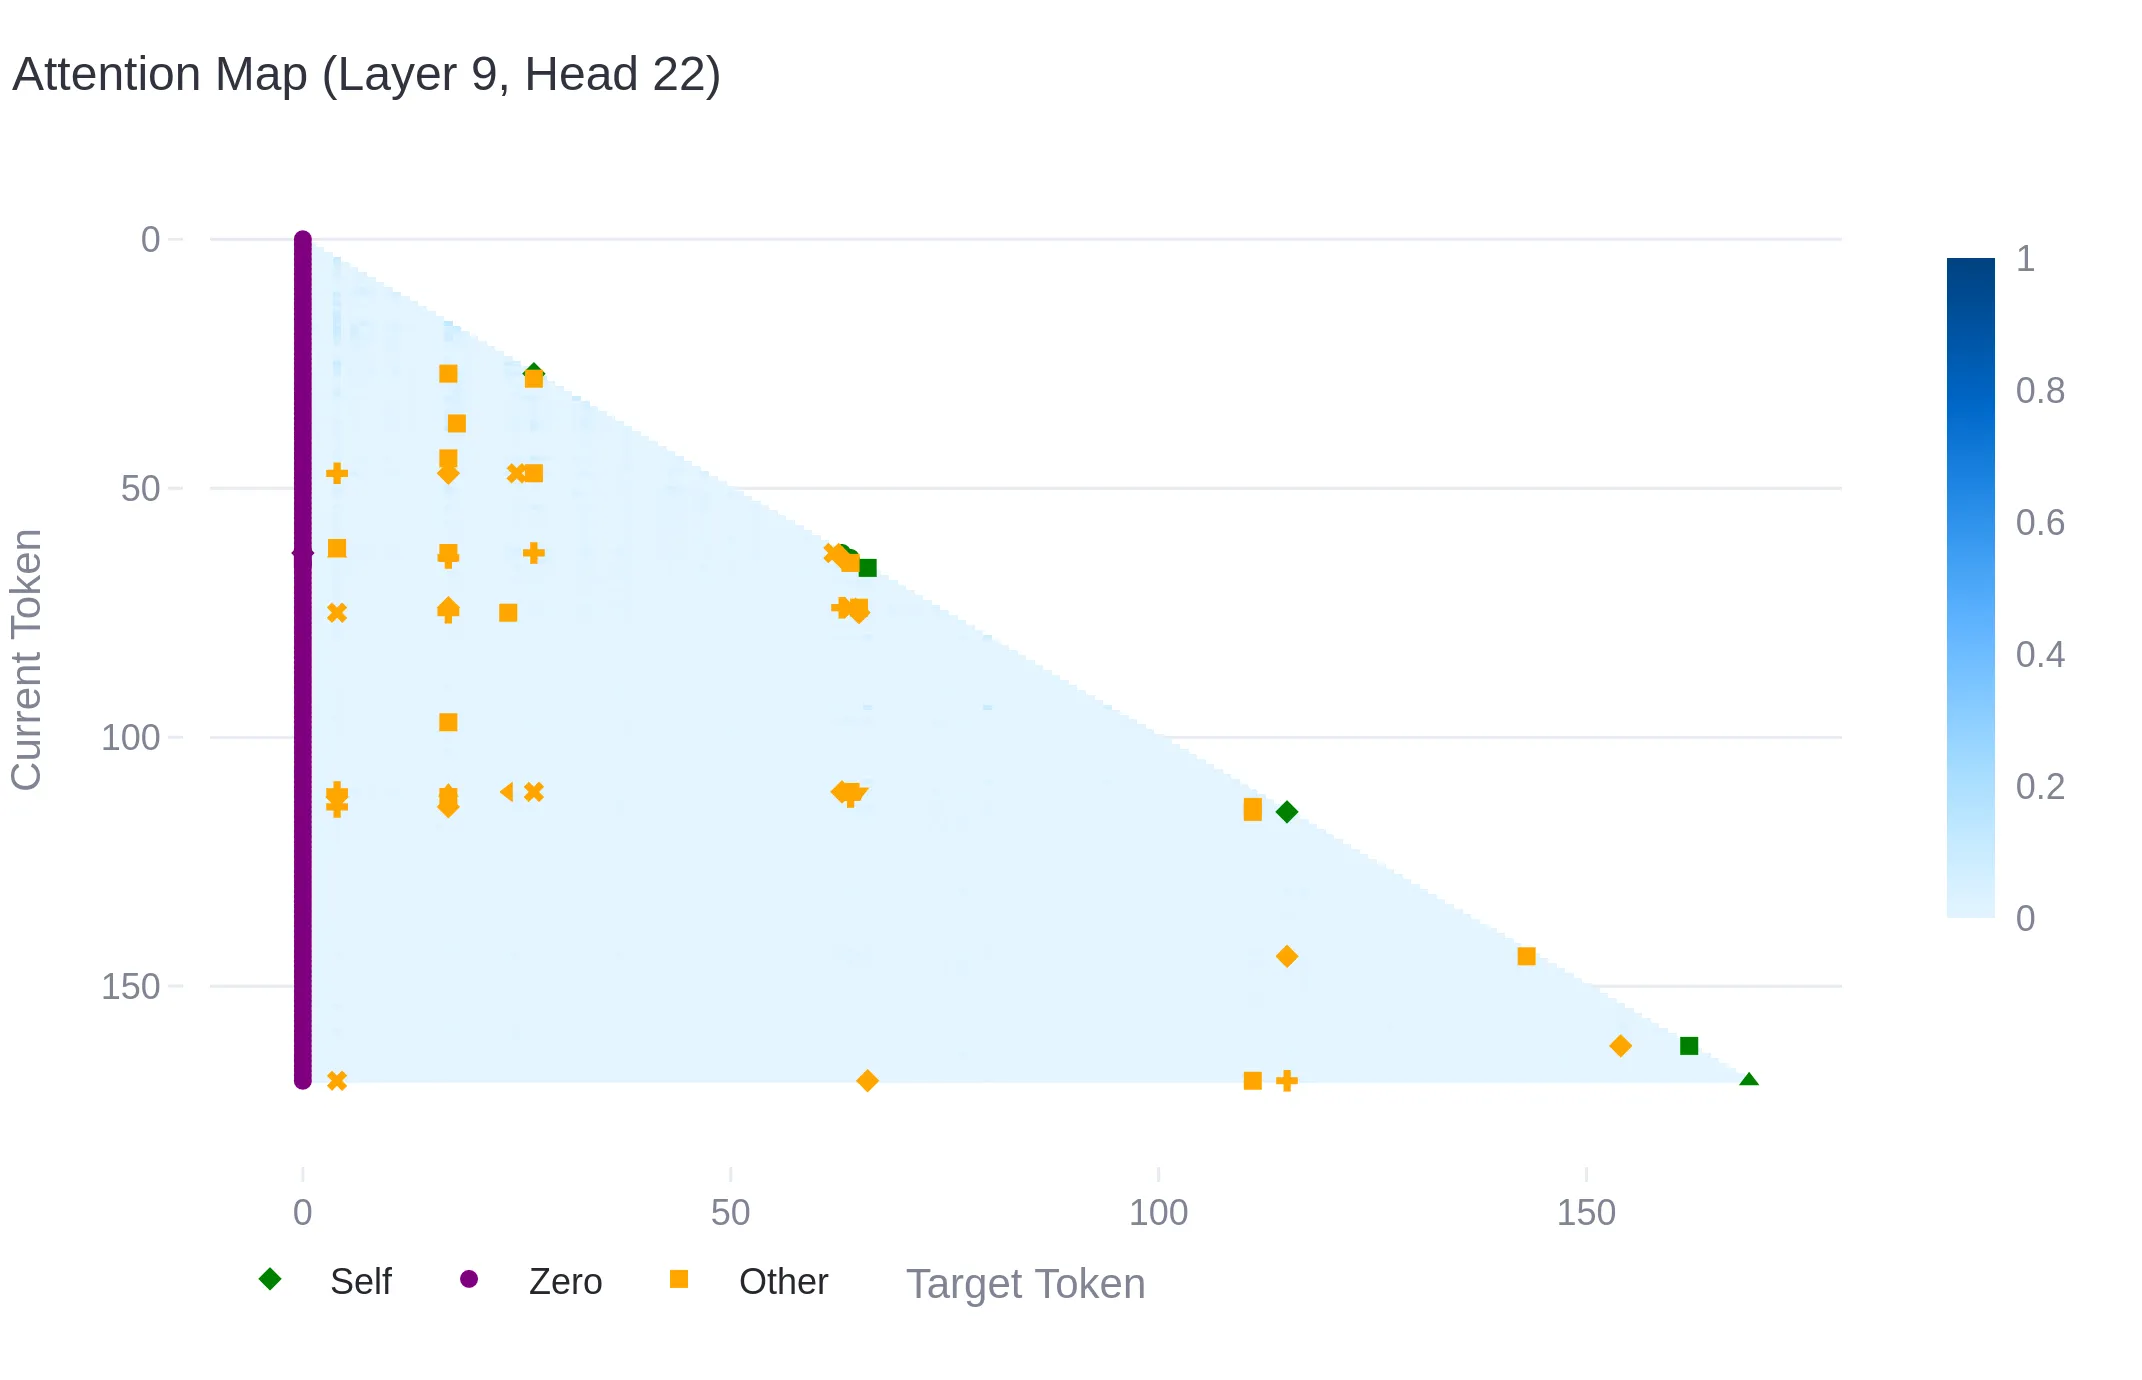 Attention Map (Layer 9, Head 22)
0
50
100
150
Current Token
0
50
100
150
Target Token
Self
Zero
Other
1
0.8
0.6
0.4
0.2
0